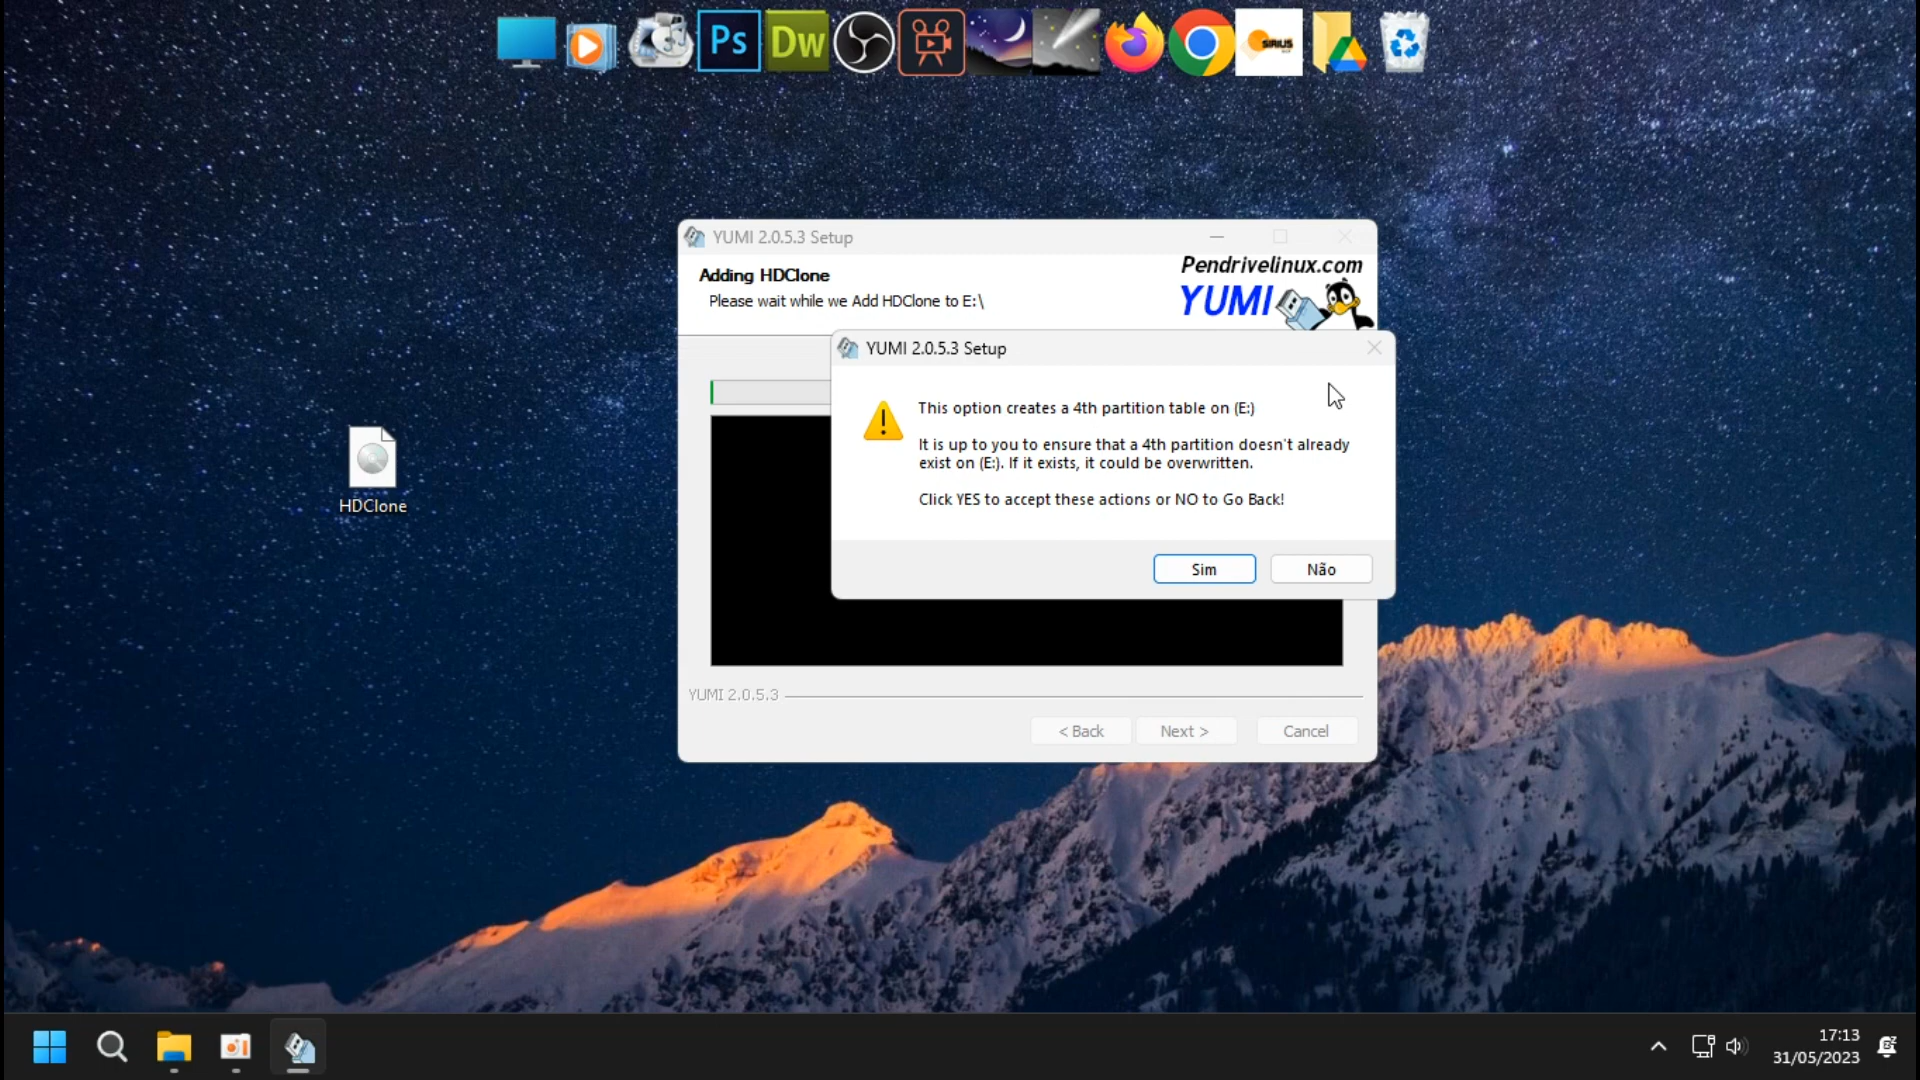 Ps
Dw
SIRIUS
YUMI 2.0.5.3 Setup
Adding HDClone
Please wait while we Add HDClone to E:\
Pendrivelinux.com
YUMI
YUMI 2.0.5.3 Setup
This option creates a 4th partition table on (E:)
It is up to you to ensure that a 4th partition doesn't already
exist on (E:). If it exists, it could be overwritten.
Click YES to accept these actions or NO to Go Back!
Sim
Não
HDClone
YUMI 2.0.5.3
< Back
Next >
Cancel
17:13
31/05/2023